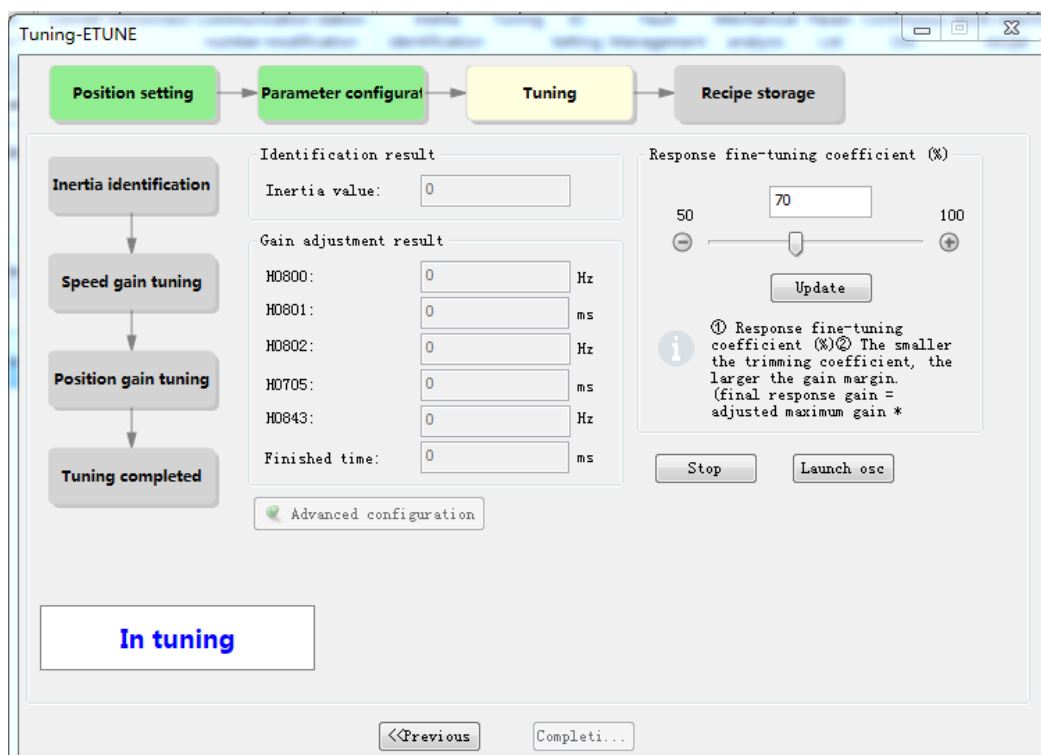 Tuning-ETUNE
Position setting
Parameter configurat
Tuning
Recipe storage
Inertia identification
Speed gain tuning
Position gain tuning
Tuning completed
Identification result
Inertia value: 0
Gain adjustment result
H0800: 0 Hz
H0801: 0 ms
H0802: 0 Hz
H0705: 0 ms
H0843: 0 Hz
Finished time: 0 ms
Advanced configuration
Response fine-tuning coefficient (%)
70
50 100
Update
① Response fine-tuning
coefficient (%)② The smaller
the trimming coefficient, the
larger the gain margin.
(final response gain =
adjusted maximum gain *
Stop
Launch osc
In tuning
<<Previous
Completi...